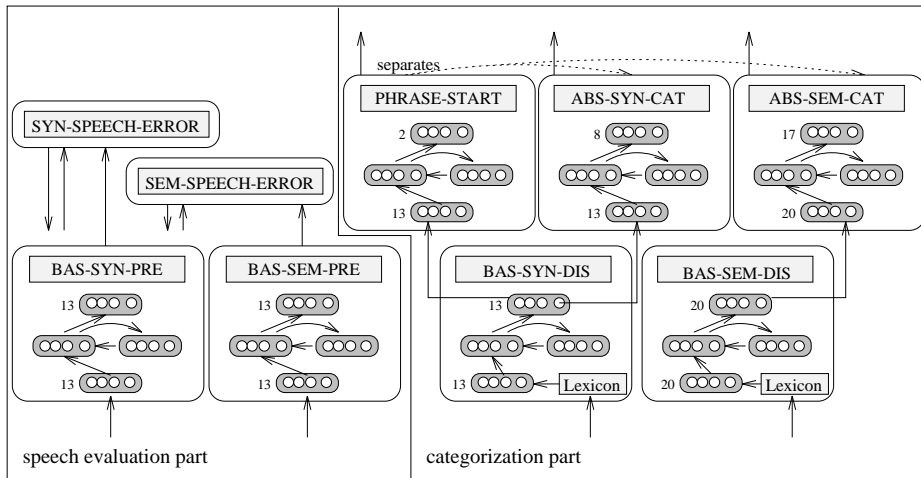 separates
PHRASE-START
ABS-SYN-CAT
ABS-SEM-CAT
SYN-SPEECH-ERROR
2
8
17
SEM-SPEECH-ERROR
13
13
20
BAS-SYN-PRE
BAS-SEM-PRE
BAS-SYN-DIS
BAS-SEM-DIS
13
13
13
20
13
13
13
Lexicon
20
Lexicon
speech evaluation part
categorization part